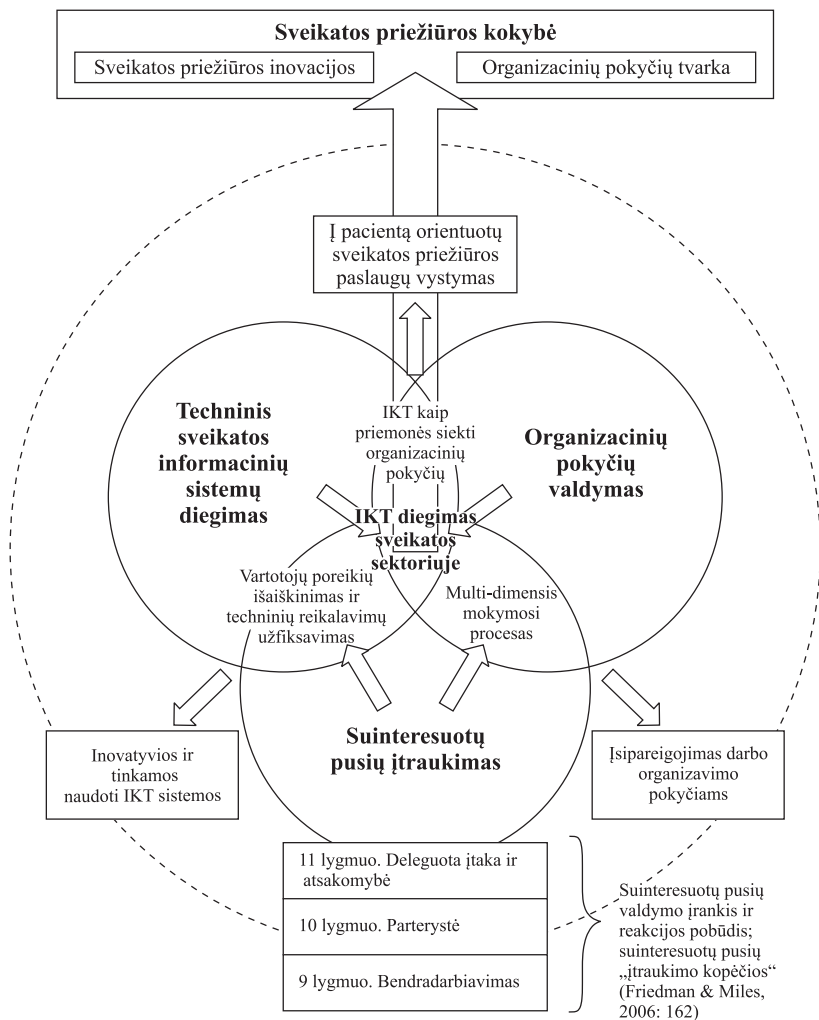 Sveikatos priežiūros kokybė
Sveikatos priežiūros inovacijos
Organizacinių pokyčių tvarka
Į pacientą orientuotų
sveikatos priežiūros
paslaugų vystymas
Techninis
sveikatos
informacinių
sistemų
diegimas
IKT kaip
priemonės siekti
organizacinių
pokyčių
Organizacinių
pokyčių
valdymas
IKT diegimas
sveikatos
sektoriuje
Vartotojų poreikių
išaiškinimas ir
techninių reikalavimų
užfiksavimas
Multi-dimensis
mokymosi
procesas
Suinteresuotų
pusių įtraukimas
Inovatyvios ir
tinkamos
naudoti IKT sistemos
Įsipareigojimas darbo
organizavimo
pokyčiams
11 lygmuo. Deleguota įtaka ir
atsakomybė
10 lygmuo. Parterystė
9 lygmuo. Bendradarbiavimas
Suinteresuotų pusių
valdymo įrankis ir
reakcijos pobūdis;
suinteresuotų pusių
„įtraukimo kopėčios“
(Friedman & Miles,
2006: 162)